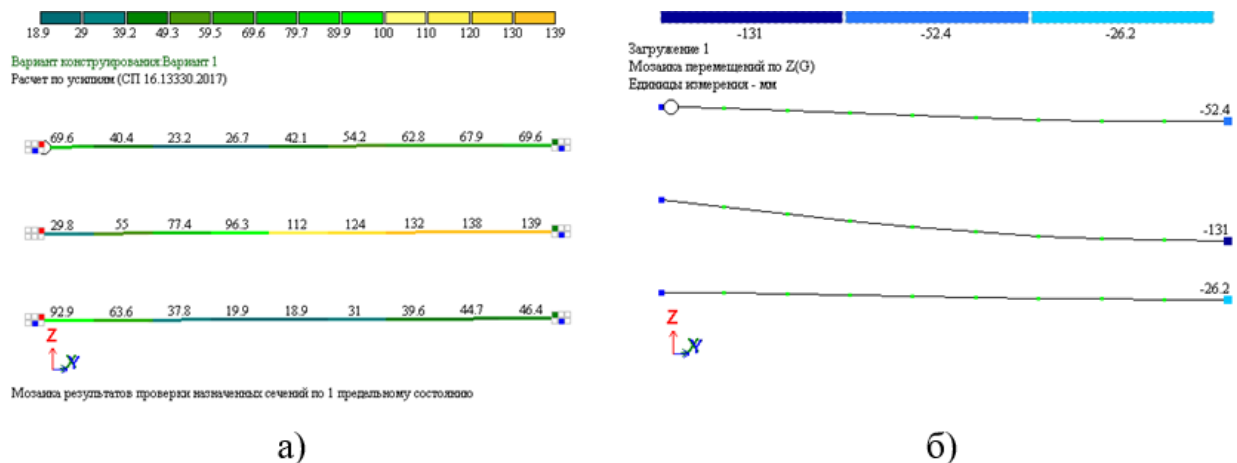 18.9 29 39.2 49.3 59.5 69.6 79.7 89.9 100 110 120 130 139
Вариант конструирования:Вариант 1
Расчет по усилиям (СП 16.13330.2017)
69.6 40.4 23.2 26.7 42.1 54.2 62.8 67.9 69.6
29.8 55 77.4 96.3 112 124 132 138 139
92.9 63.6 37.8 19.9 18.9 31 39.6 44.7 46.4
Z
Y
X
Мозаика результатов проверки назначенных сечений по 1 предельному состоянию
а)
-131 -52.4 -26.2
Загружение 1
Мозаика перемещений по Z(G)
Единицы измерения - мм
-52.4
-131
-26.2
Z
Y
X
б)